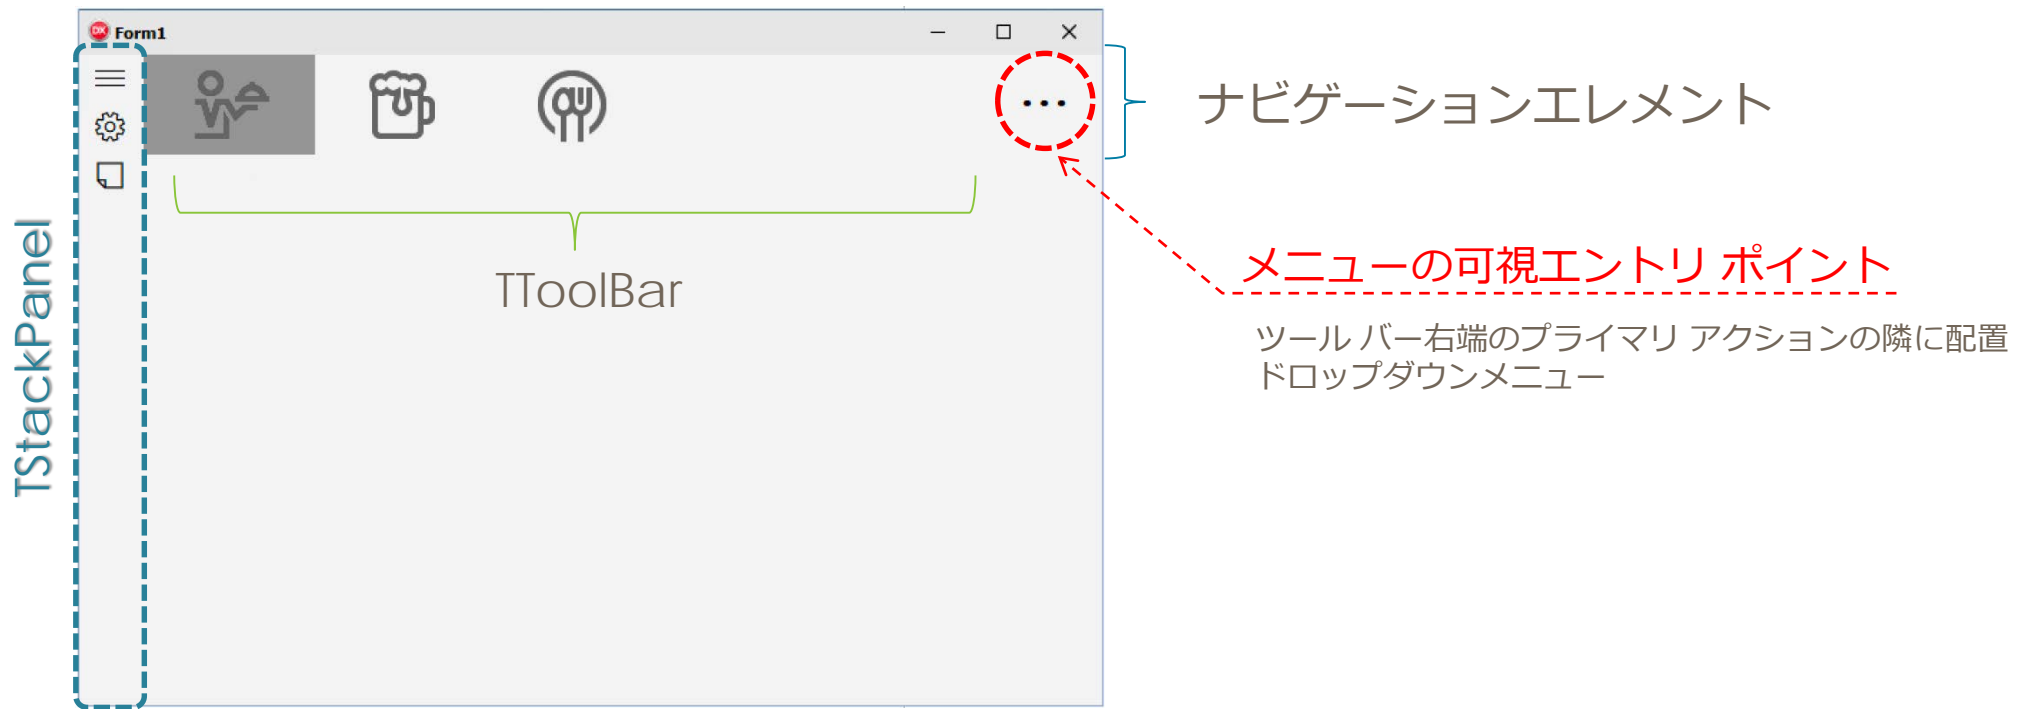 Form1
ナビゲーションエレメント
TToolBar
メニューの可視エントリ ポイント
ツール バー右端のプライマリ アクションの隣に配置
ドロップダウンメニュー
TStackPanel